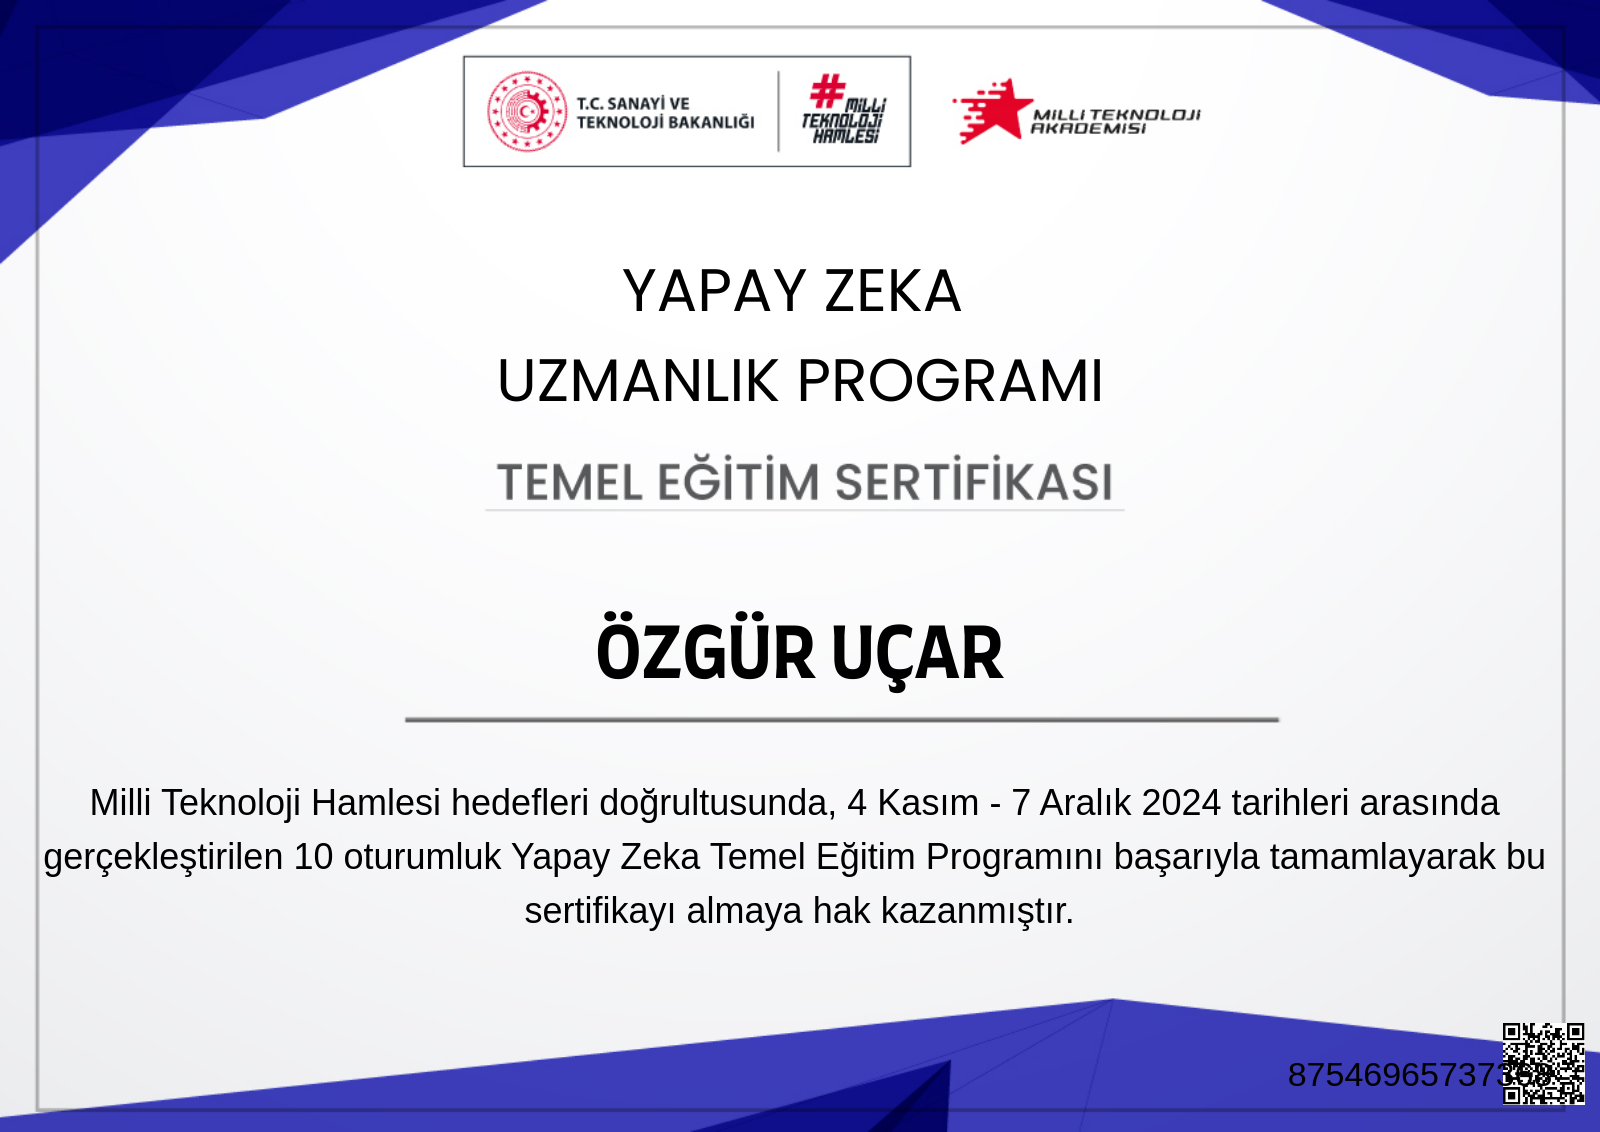 T.C. SANAYİ VE
TEKNOLOJİ BAKANLIĞI
#MİLLİ
TEKNOLOJİ
HAMLESİ
MILLI TEKNOLOJI
AKADEMISI
YAPAY ZEKA
UZMANLIK PROGRAMI
TEMEL EĞİTİM SERTİFİKASI
ÖZGÜR UÇAR
Milli Teknoloji Hamlesi hedefleri doğrultusunda, 4 Kasım - 7 Aralık 2024 tarihleri arasında
gerçekleştirilen 10 oturumluk Yapay Zeka Temel Eğitim Programını başarıyla tamamlayarak bu
sertifikayı almaya hak kazanmıştır.